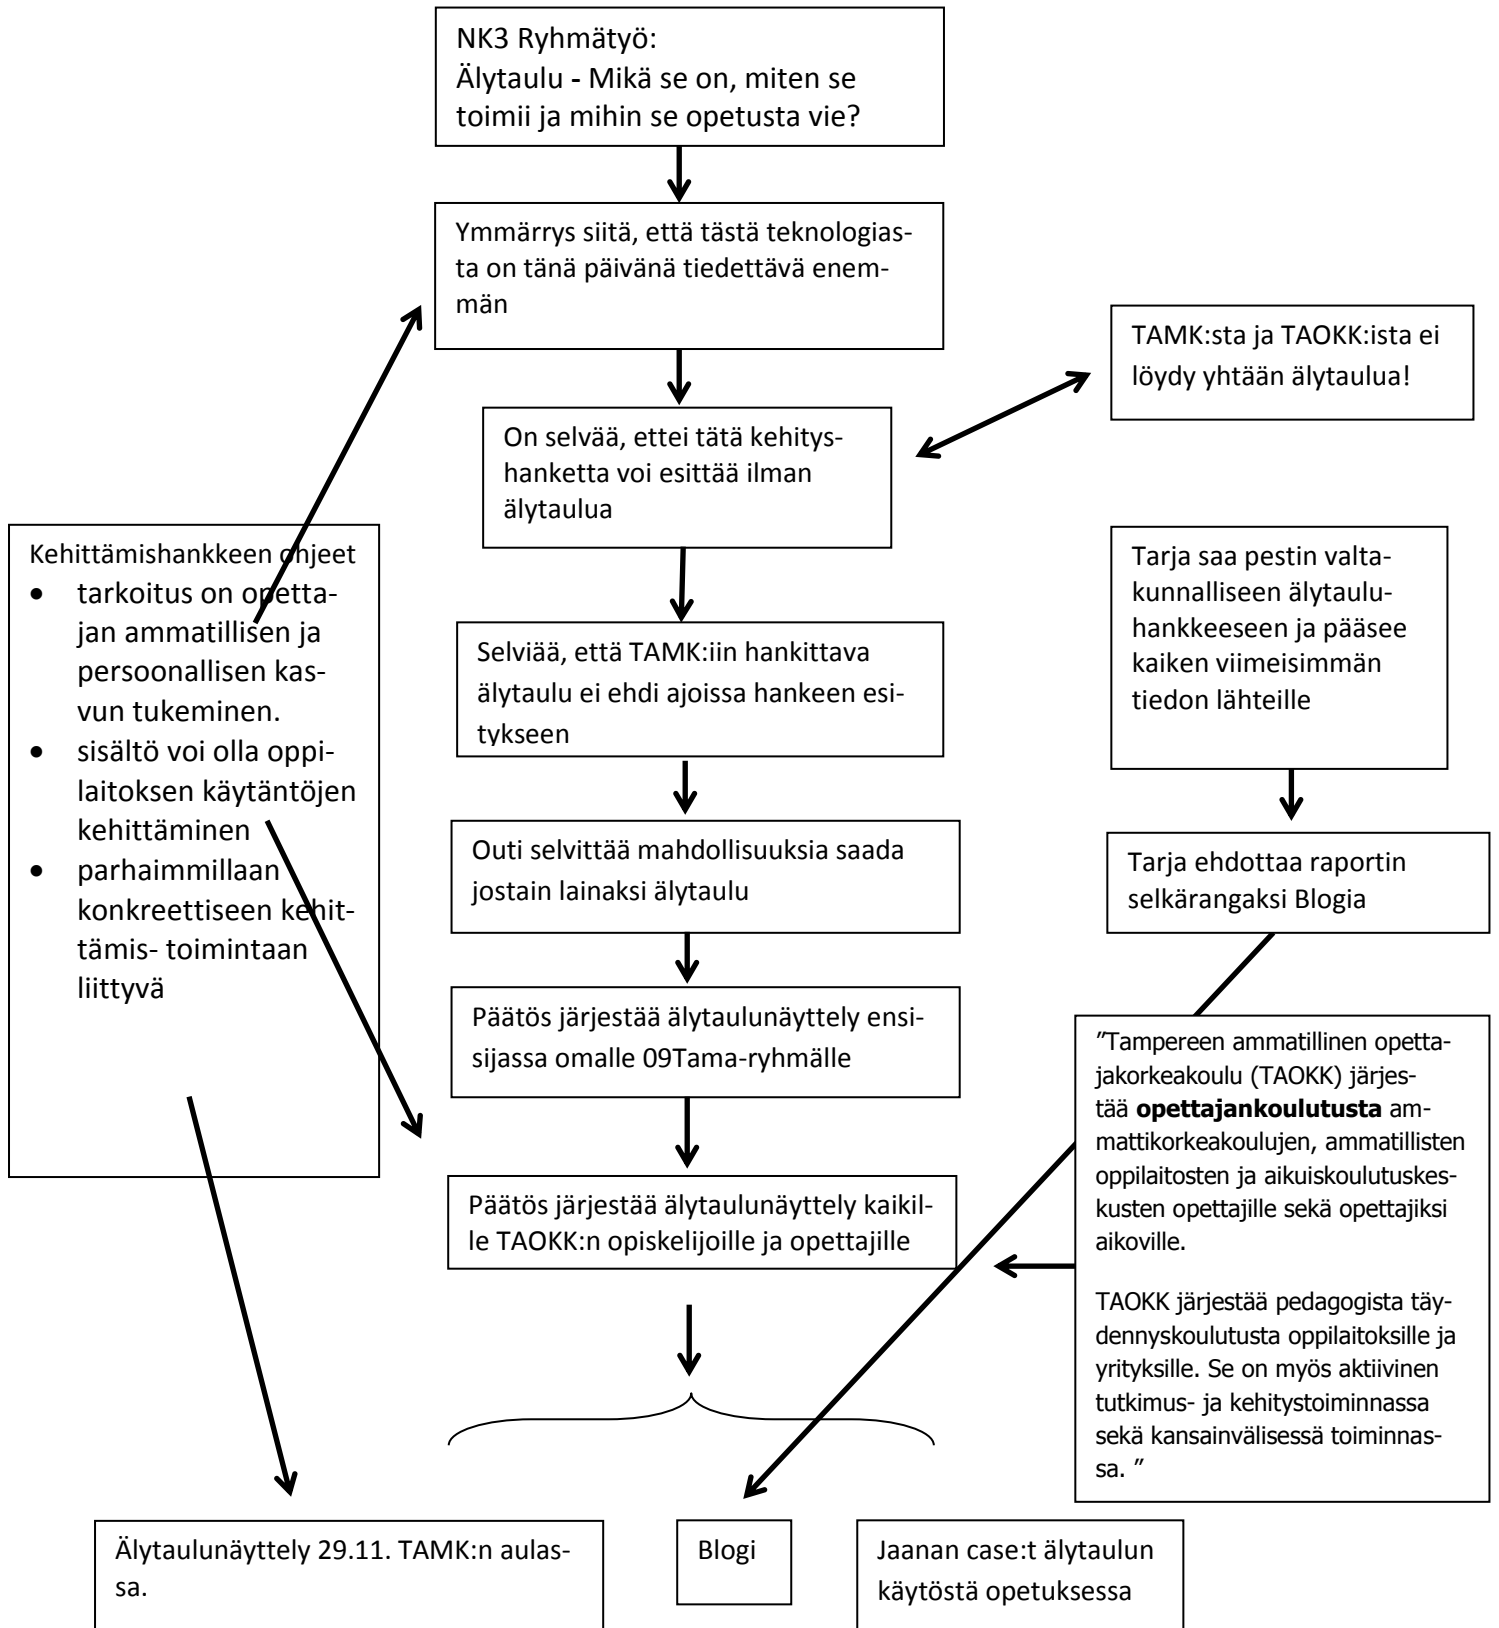 NK3 Ryhmätyö:
Älytaulu - Mikä se on, miten se
toimii ja mihin se opetusta vie?
Ymmärrys siitä, että tästä teknologias-
ta on tänä päivänä tiedettävä enem-
män
TAMK:sta ja TAOKK:ista ei
löydy yhtään älytaulua!
On selvää, ettei tätä kehitys-
hanketta voi esittää ilman
älytaulua
Kehittämishankkeen ohjeet
• tarkoitus on opetta-
jan ammatillisen ja
persoonallisen kas-
vun tukeminen.
• sisältö voi olla oppi-
laitoksen käytäntöjen
kehittäminen
• parhaimmillaan
konkreettiseen kehit-
tämis- toimintaan
liittyvä
Tarja saa pestin valta-
kunnalliseen älytaulu-
hankkeeseen ja pääsee
kaiken viimeisimmän
tiedon lähteille
Selviää, että TAMK:iin hankittava
älytaulu ei ehdi ajoissa hankeen esi-
tykseen
Outi selvittää mahdollisuuksia saada
jostain lainaksi älytaulu
Tarja ehdottaa raportin
selkärangaksi Blogia
Päätös järjestää älytaulunäyttely ensi-
sijassa omalle 09Tama-ryhmälle
"Tampereen ammatillinen opetta-
jakorkeakoulu (TAOKK) järjes-
tää opettajankoulutusta am-
mattikorkeakoulujen, ammatillisten
oppilaitosten ja aikuiskoulutuskes-
kusten opettajille sekä opettajiksi
aikoville.
TAOKK järjestää pedagogista täy-
dennyskoulutusta oppilaitoksille ja
yrityksille. Se on myös aktiivinen
tutkimus- ja kehitystoiminnassa
sekä kansainvälisessä toiminnas-
sa. "
Päätös järjestää älytaulunäyttely kaikil-
le TAOKK:n opiskelijoille ja opettajille
Älytaulunäyttely 29.11. TAMK:n aulas-
sa.
Blogi
Jaanan case:t älytaulun
käytöstä opetuksessa